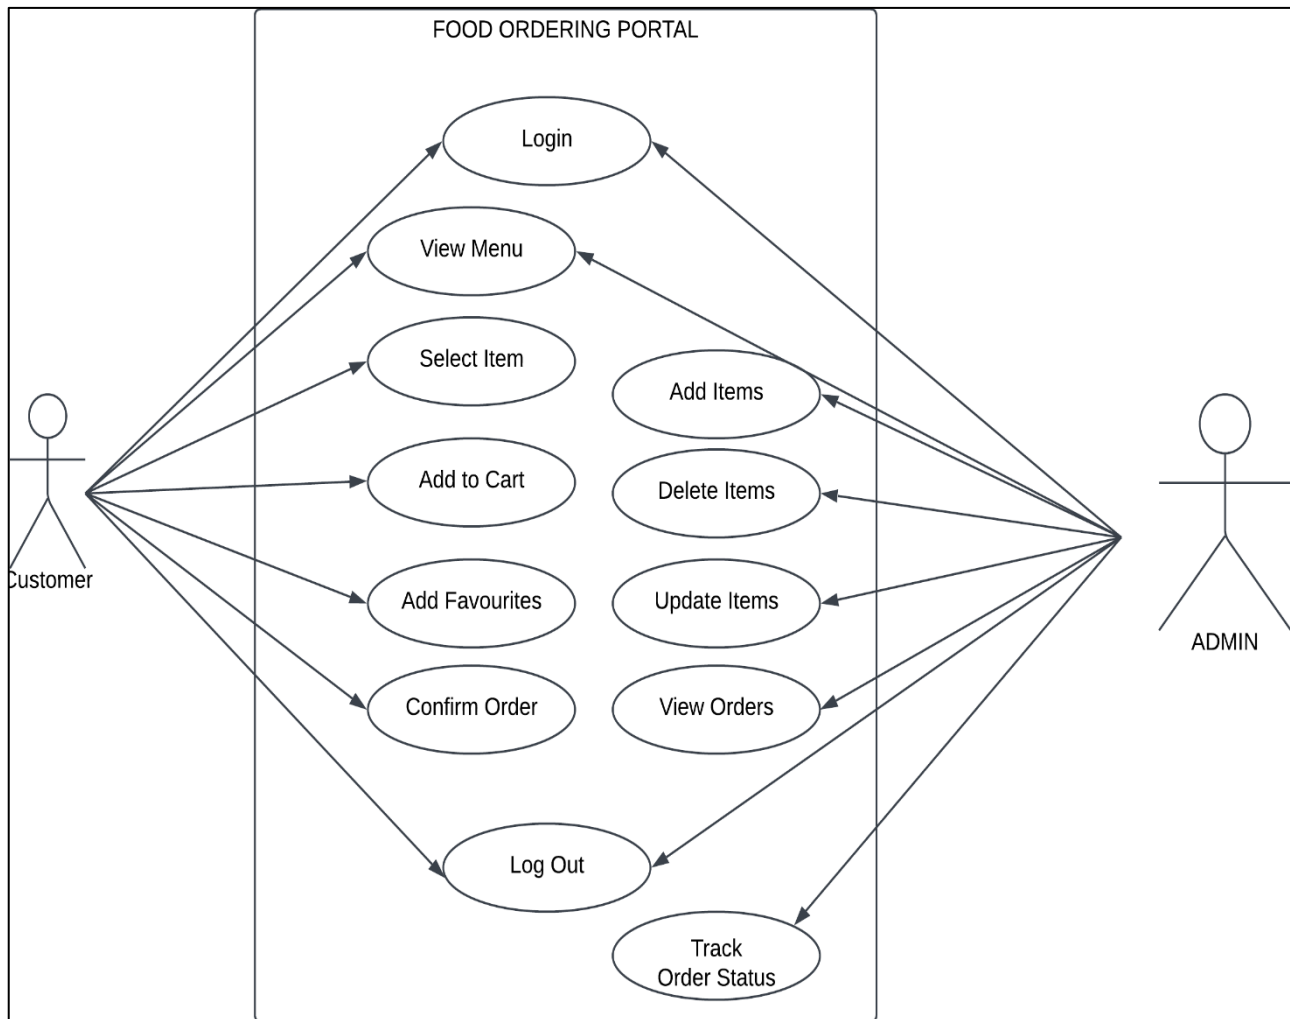 FOOD ORDERING PORTAL
Login
View Menu
Select Item
Add Items
Add to Cart
Delete Items
Add Favourites
Update Items
Confirm Order
View Orders
Log Out
Track
Order Status
Customer
ADMIN